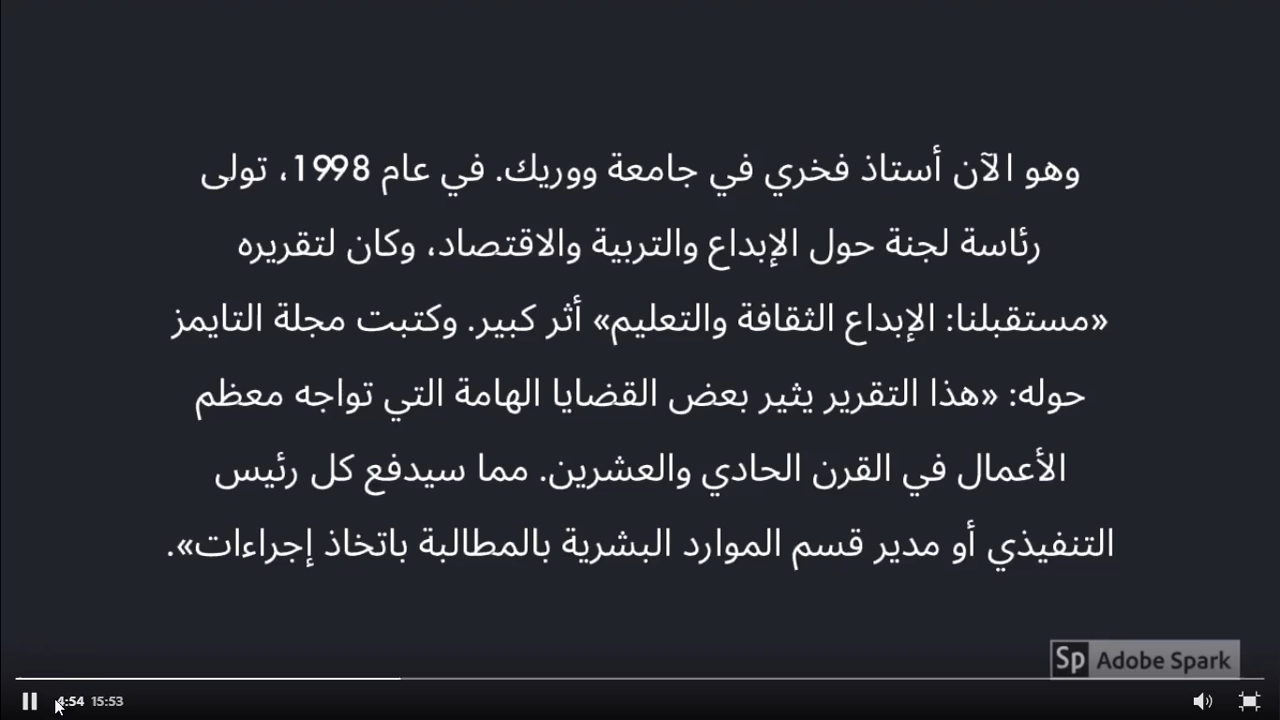 وهو الآن أستاذ فخري في جامعة ووريك. في عام 1998، تولى
رئاسة لجنة حول الإبداع والتربية والاقتصاد، وكان لتقريره
«مستقبلنا: الإبداع الثقافة والتعليم» أثر كبير. وكتبت مجلة التايمز
حوله: «هذا التقرير يثير بعض القضايا الهامة التي تواجه معظم
الأعمال في القرن الحادي والعشرين. مما سيدفع كل رئيس
التنفيذي أو مدير قسم الموارد البشرية بالمطالبة باتخاذ إجراءات».
Sp Adobe Spark
4:54 15:53